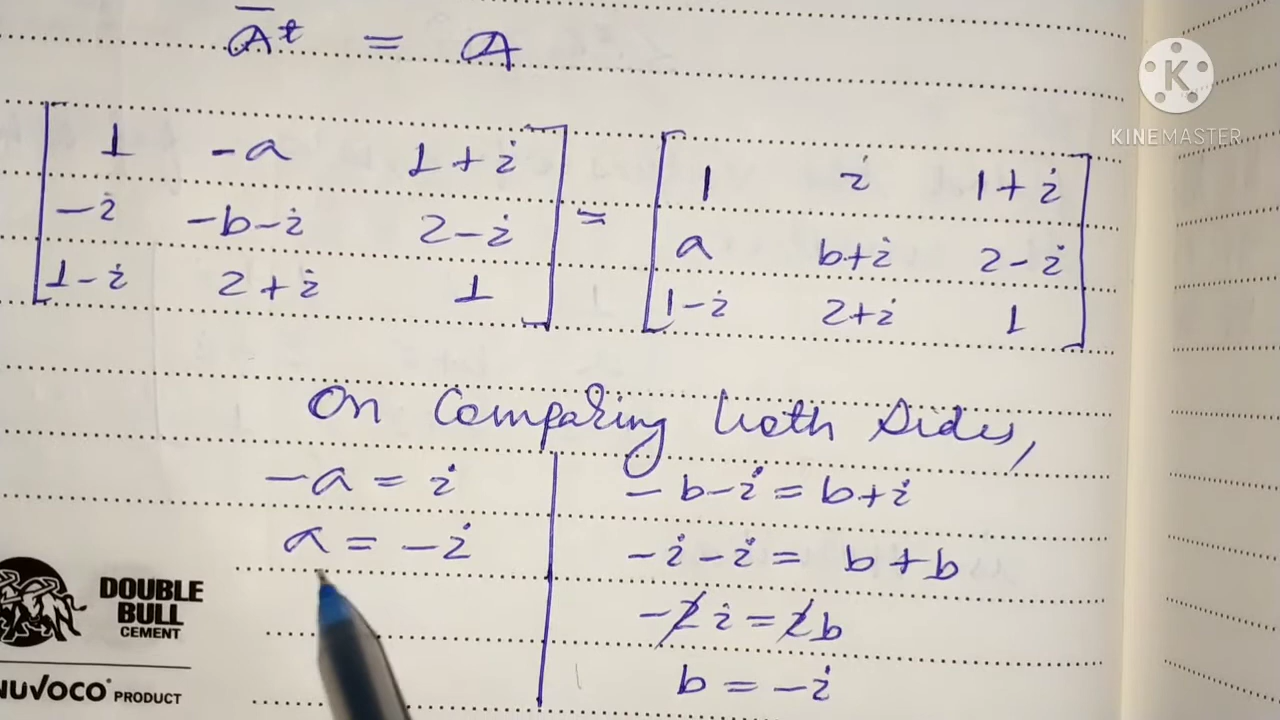 Āᵗ = A
KINEMASTER
[1 -a 1+i] = [1 i 1+i]
[-i -b-i 2-i] [a b+i 2-i]
[1-i 2+i 1] [1-i 2+i 1]
On Comparing both Sides,
-a = i
a = -i
-b-i = b+i
-i-i = b+b
-2i = 2b
b = -i
DOUBLE
BULL
CEMENT
NUVOCO PRODUCT